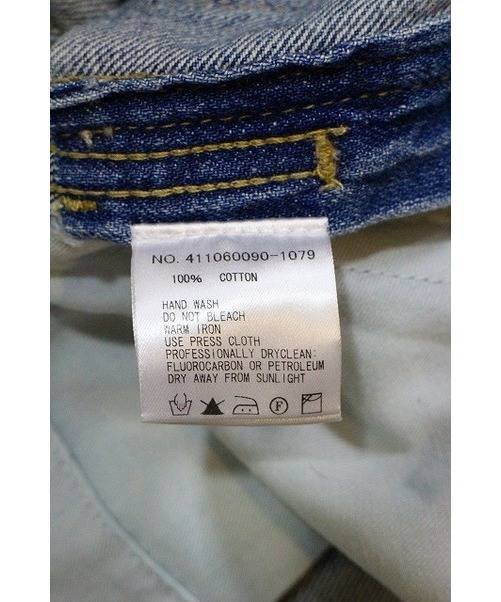 NO. 411060090-1079
100% COTTON
HAND WASH
DO NOT BLEACH
WARM IRON
USE PRESS CLOTH
PROFESSIONALLY DRYCLEAN:
FLUOROCARBON OR PETROLEUM
DRY AWAY FROM SUNLIGHT
F